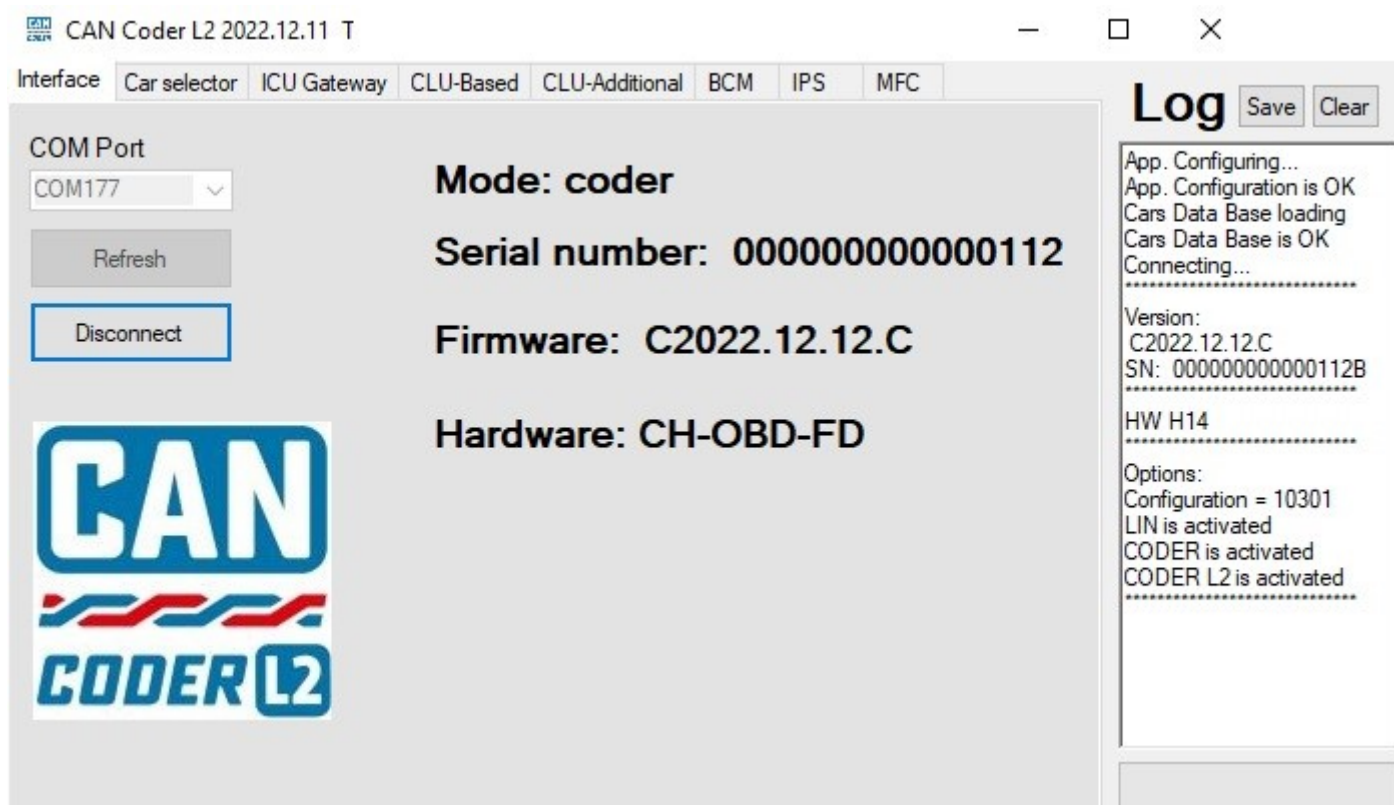 CAN Coder L2 2022.12.11 T
Interface Car selector ICU Gateway CLU-Based CLU-Additional BCM IPS MFC
COM Port
COM177
Refresh
Disconnect
Mode: coder
Serial number: 000000000000112
Firmware: C2022.12.12.C
Hardware: CH-OBD-FD
CAN
CODER L2
Log Save Clear
App. Configuring...
App. Configuration is OK
Cars Data Base loading
Cars Data Base is OK
Connecting...
******************************
Version:
C2022.12.12.C
SN: 000000000000112B
******************************
HW H14
******************************
Options:
Configuration = 10301
LIN is activated
CODER is activated
CODER L2 is activated
******************************